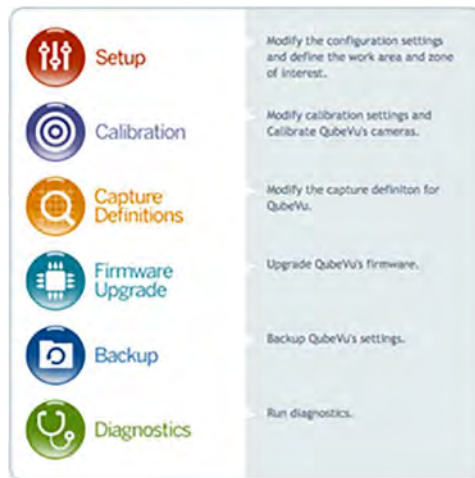 Setup
Modify the configuration settings
and define the work area and zone
of interest.
Calibration
Modify calibration settings and
Calibrate QubeVu's cameras.
Capture
Definitions
Modify the capture definiton for
QubeVu.
Firmware
Upgrade
Upgrade QubeVu's firmware.
Backup
Backup QubeVu's settings.
Diagnostics
Run diagnostics.